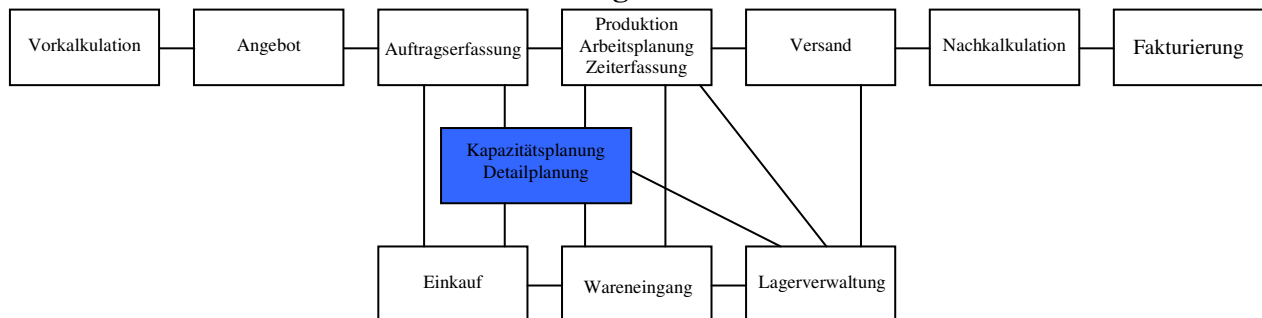 Vorkalkulation
Angebot
Auftragserfassung
Produktion
Arbeitsplanung
Zeiterfassung
Versand
Nachkalkulation
Fakturierung
Kapazitätsplanung
Detailplanung
Einkauf
Wareneingang
Lagerverwaltung